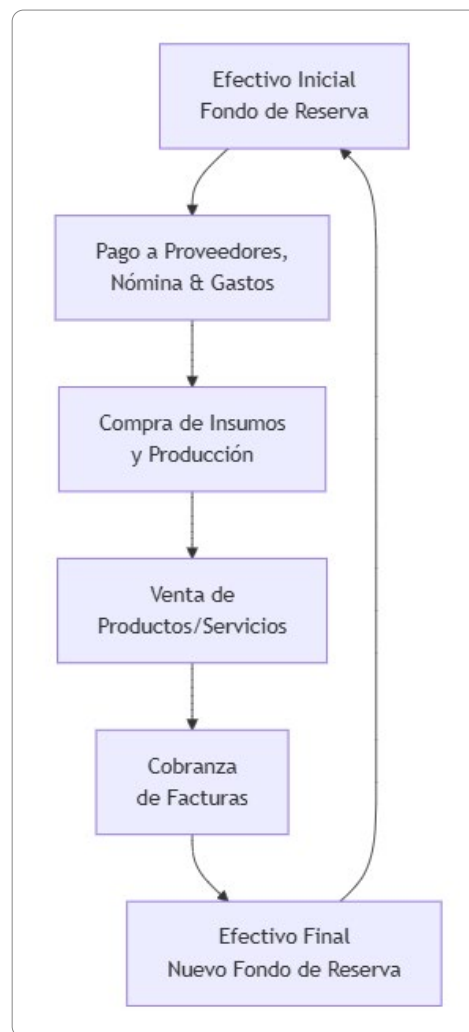 Efectivo Inicial
Fondo de Reserva
Pago a Proveedores,
Nómina & Gastos
Compra de Insumos
y Producción
Venta de
Productos/Servicios
Cobranza
de Facturas
Efectivo Final
Nuevo Fondo de Reserva